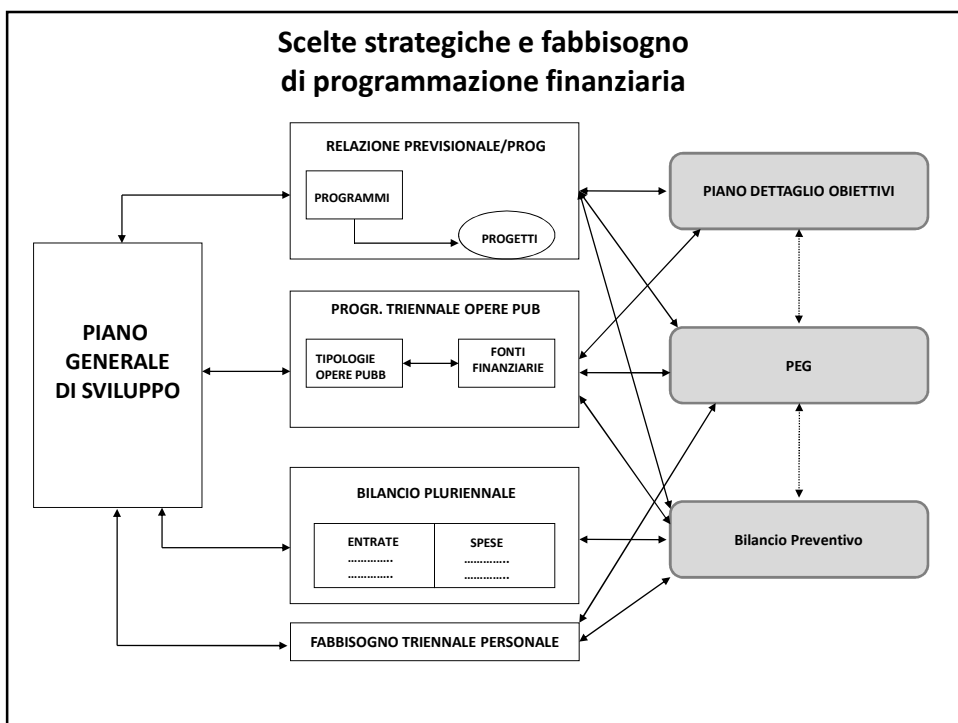 Scelte strategiche e fabbisogno
di programmazione finanziaria
RELAZIONE PREVISIONALE/PROG
PROGRAMMI
PROGETTI
PIANO DETTAGLIO OBIETTIVI
PIANO
GENERALE
DI SVILUPPO
PROGR. TRIENNALE OPERE PUB
TIPOLOGIE
OPERE PUBB
FONTI
FINANZIARIE
PEG
BILANCIO PLURIENNALE
ENTRATE
…………..
…………..
SPESE
…………..
…………..
Bilancio Preventivo
FABBISOGNO TRIENNALE PERSONALE